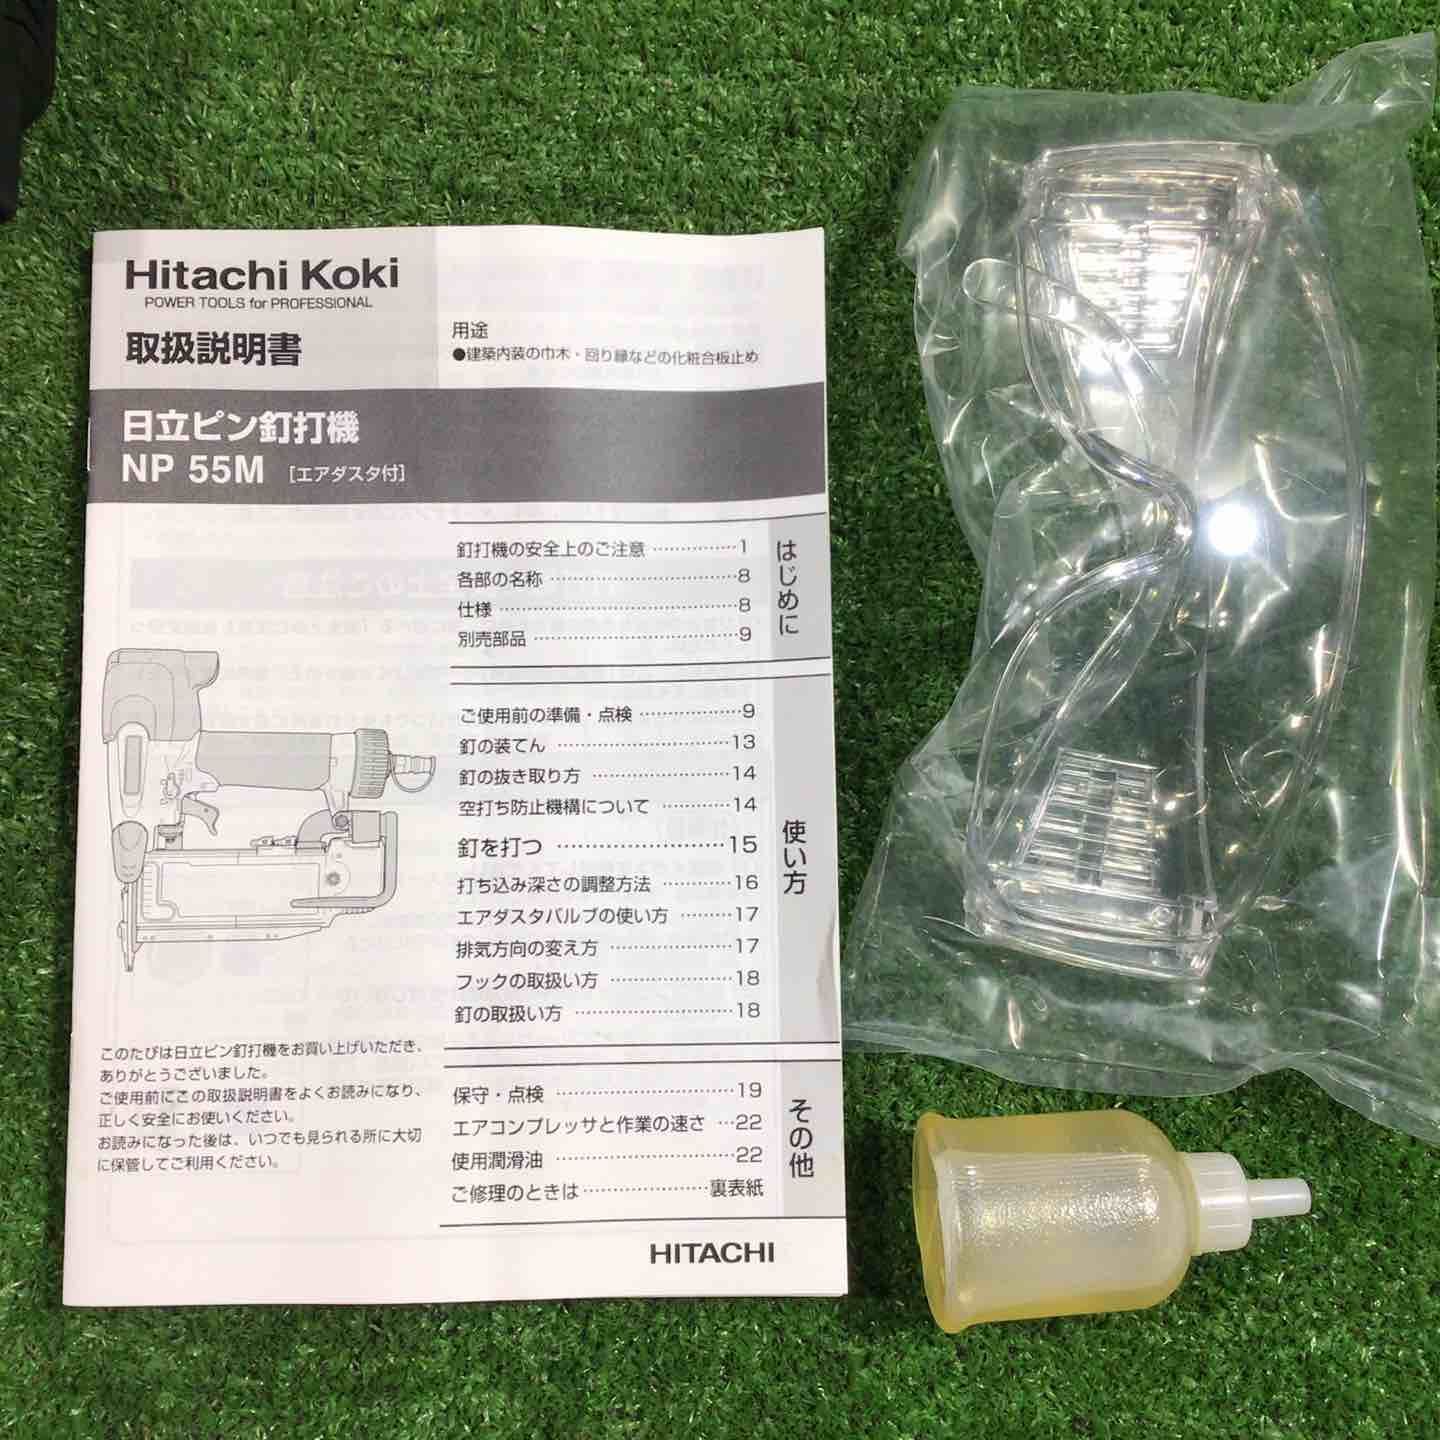 Hitachi Koki
POWER TOOLS for PROFESSIONAL
取扱説明書
用途
●建築内装の巾木・回り縁などの化粧合板止め
日立ピン釘打機
NP 55M [エアダスタ付]
はじめに
釘打機の安全上のご注意 ……………1
各部の名称 ……………………8
仕様 ……………………………8
別売部品 ………………………9
使い方
ご使用前の準備・点検 ……………9
釘の装てん ……………………13
釘の抜き取り方 ………………14
空打ち防止機構について …………14
釘を打つ ………………………15
打ち込み深さの調整方法 …………16
エアダスタバルブの使い方 ………17
排気方向の変え方 ………………17
フックの取扱い方 ………………18
釘の取扱い方 …………………18
その他
保守・点検 ……………………19
エアコンプレッサと作業の速さ …22
使用潤滑油 ……………………22
ご修理のときは …………………裏表紙
このたびは日立ピン釘打機をお買い上げいただき、
ありがとうございました。
ご使用前にこの取扱説明書をよくお読みになり、
正しく安全にお使いください。
お読みになった後は、いつでも見られる所に大切
に保管してご利用ください。
HITACHI